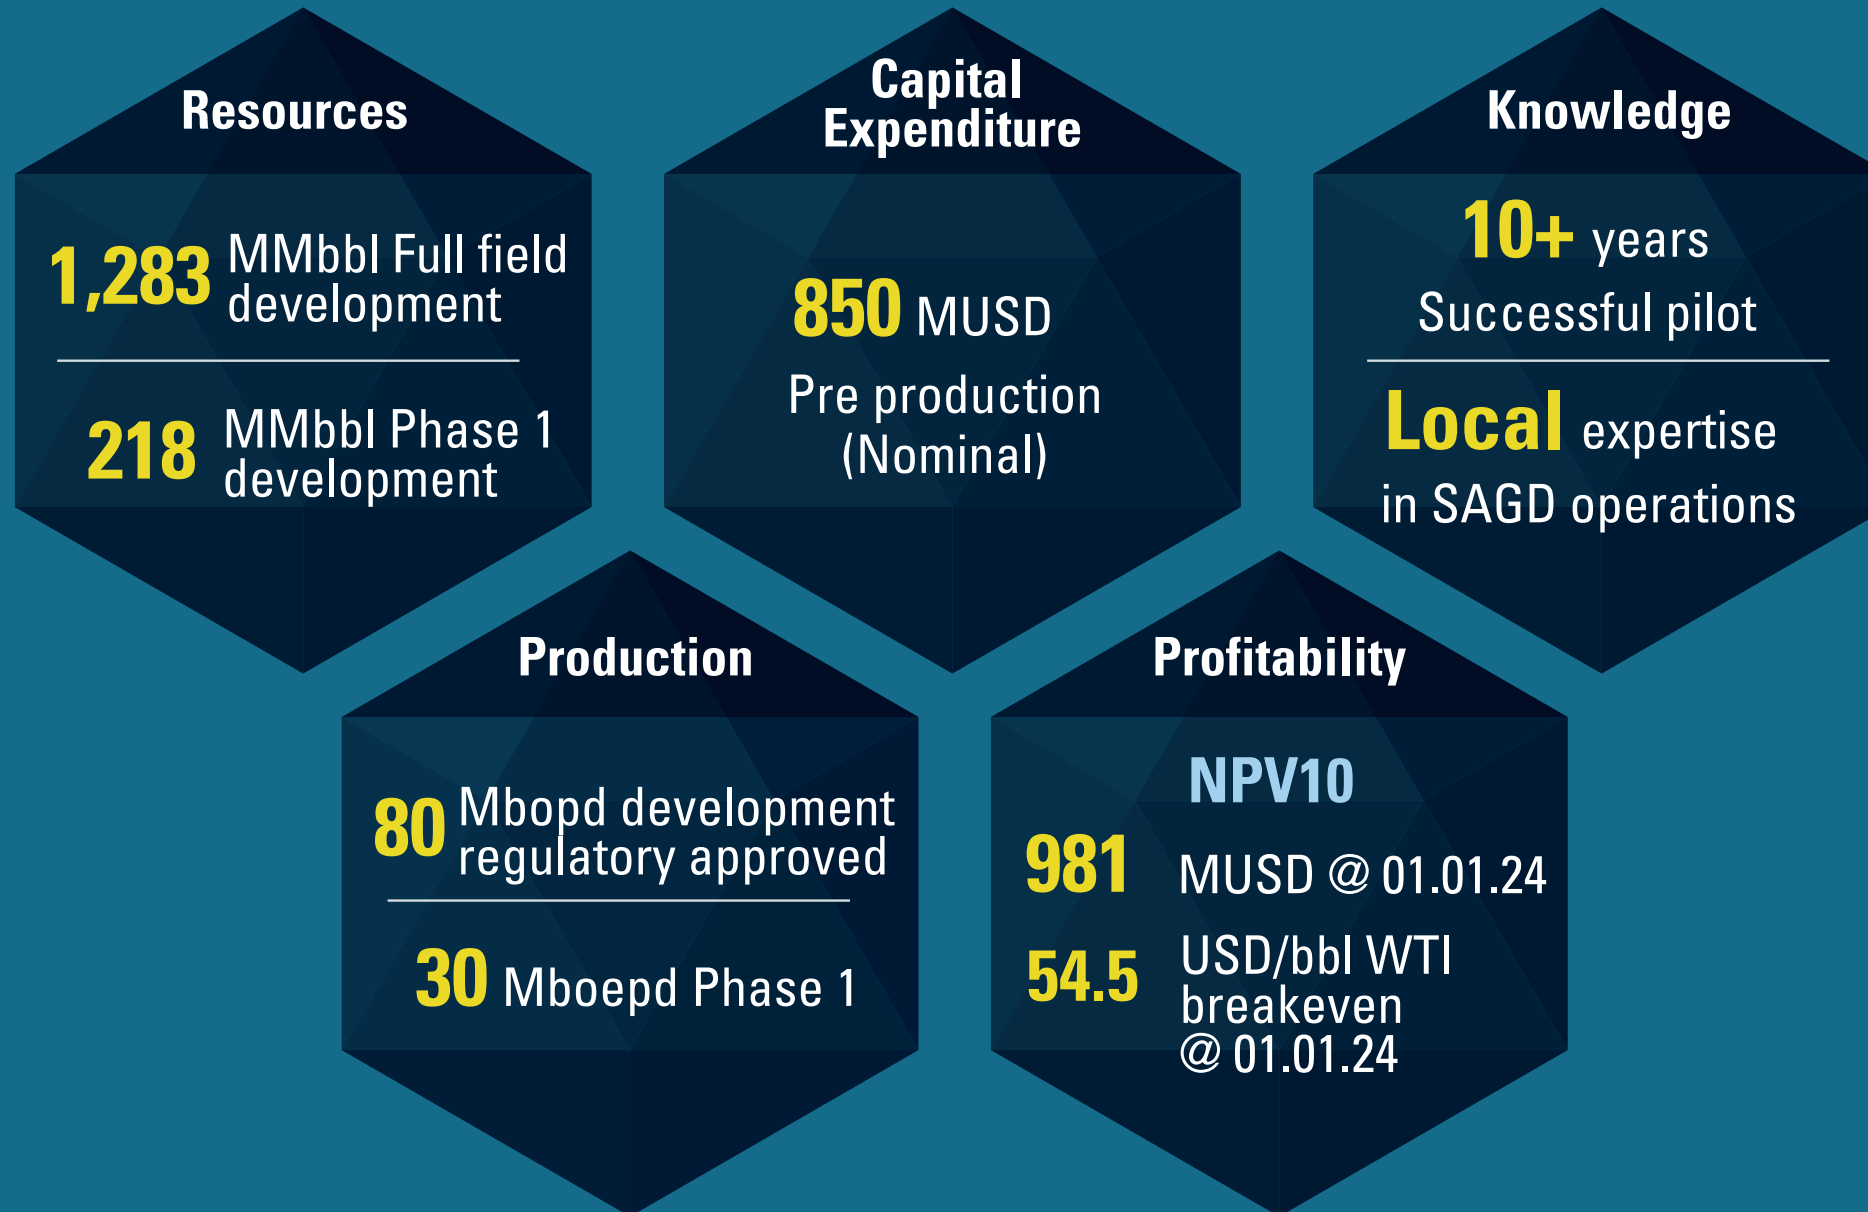 Resources
1,283 MMbbl Full field
development
218 MMbbl Phase 1
development
Capital
Expenditure
850 MUSD
Pre production
(Nominal)
Knowledge
10+ years
Successful pilot
Local expertise
in SAGD operations
Production
80 Mbopd development
regulatory approved
30 Mboepd Phase 1
Profitability
NPV10
981 MUSD @ 01.01.24
54.5 USD/bbl WTI
breakeven
@ 01.01.24